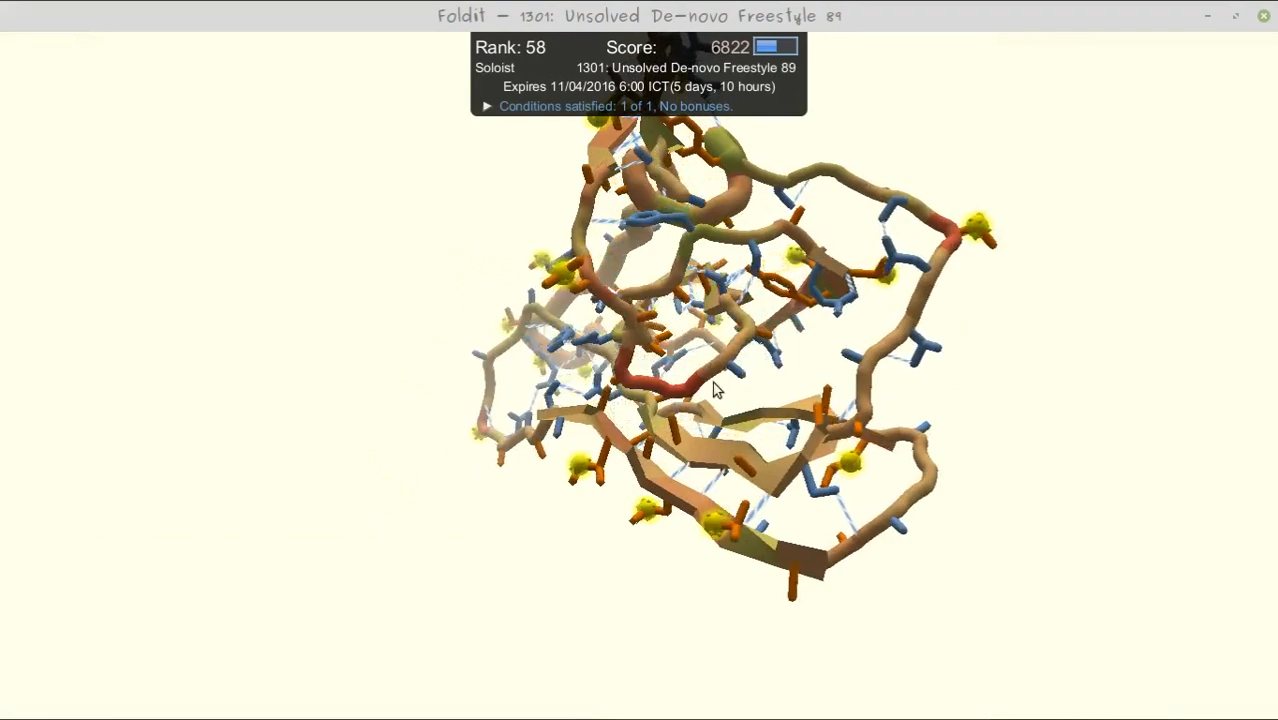 Foldit - 1301: Unsolved De-novo Freestyle 89
Rank: 58 Score: 6822
Soloist 1301: Unsolved De-novo Freestyle 89
Expires 11/04/2016 6:00 ICT(5 days, 10 hours)
Conditions satisfied: 1 of 1, No bonuses.